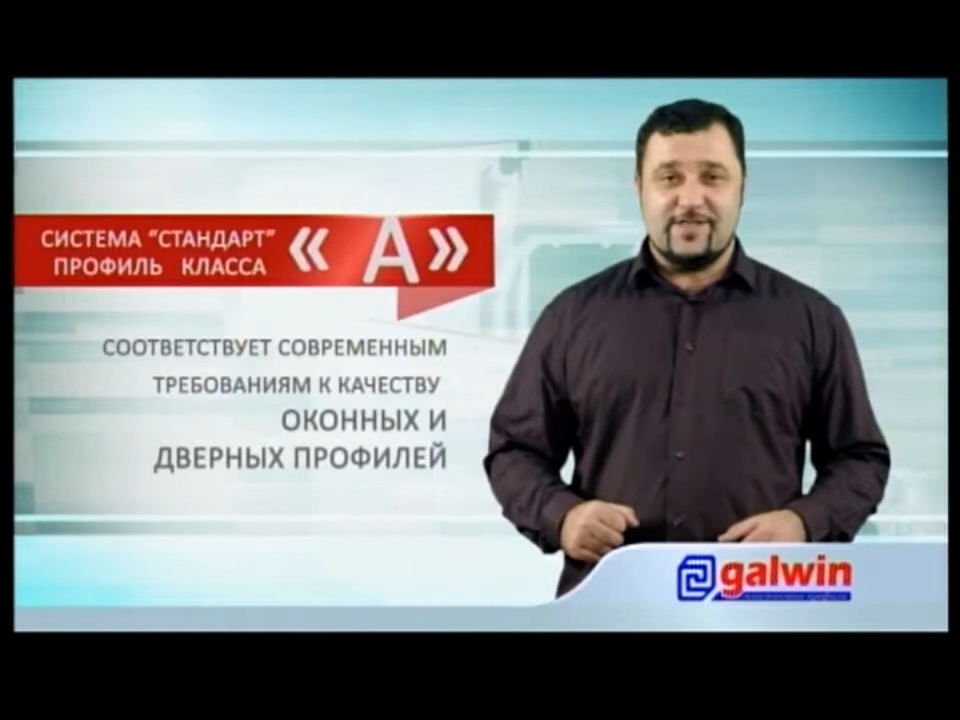 СИСТЕМА “СТАНДАРТ”
ПРОФИЛЬ КЛАССА « А »
СООТВЕТСТВУЕТ СОВРЕМЕННЫМ
ТРЕБОВАНИЯМ К КАЧЕСТВУ
ОКОННЫХ И
ДВЕРНЫХ ПРОФИЛЕЙ
galwin